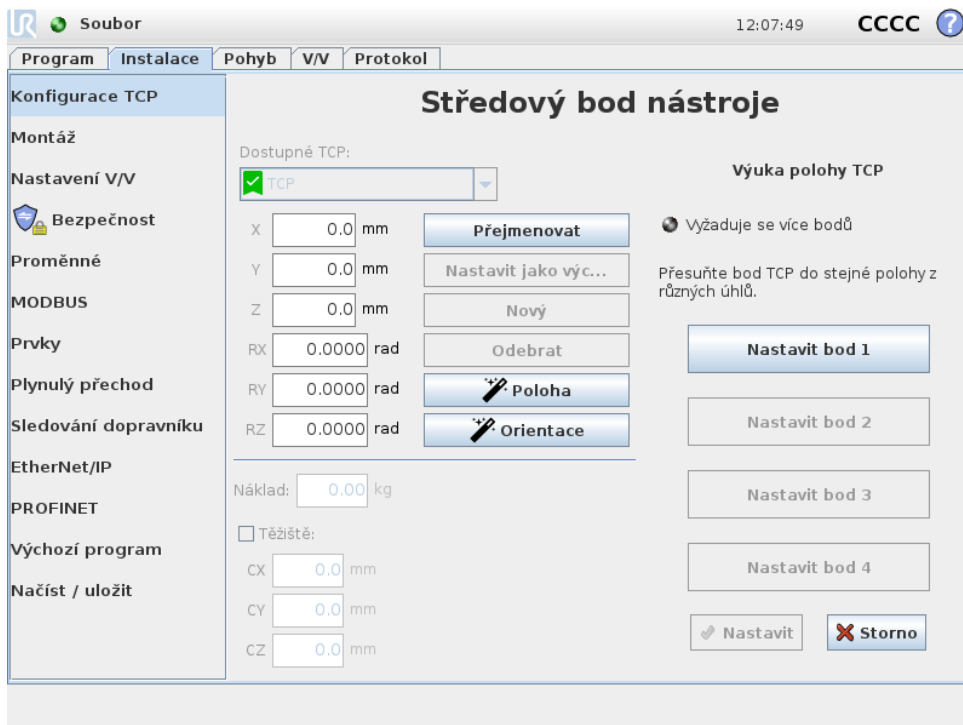 UR Soubor 12:07:49 CCCC ?
Program Instalace Pohyb V/V Protokol
Konfigurace TCP
Montáž
Nastavení V/V
Bezpečnost
Proměnné
MODBUS
Prvky
Plynulý přechod
Sledování dopravníku
EtherNet/IP
PROFINET
Výchozí program
Načíst / uložit
Středový bod nástroje
Dostupné TCP:
TCP
X 0.0 mm Přejmenovat
Y 0.0 mm Nastavit jako výc...
Z 0.0 mm Nový
RX 0.0000 rad Odebrat
RY 0.0000 rad Poloha
RZ 0.0000 rad Orientace
Náklad: 0.00 kg
Těžiště:
CX 0.0 mm
CY 0.0 mm
CZ 0.0 mm
Výuka polohy TCP
Vyžaduje se více bodů
Přesuňte bod TCP do stejné polohy z
různých úhlů.
Nastavit bod 1
Nastavit bod 2
Nastavit bod 3
Nastavit bod 4
Nastavit Storno